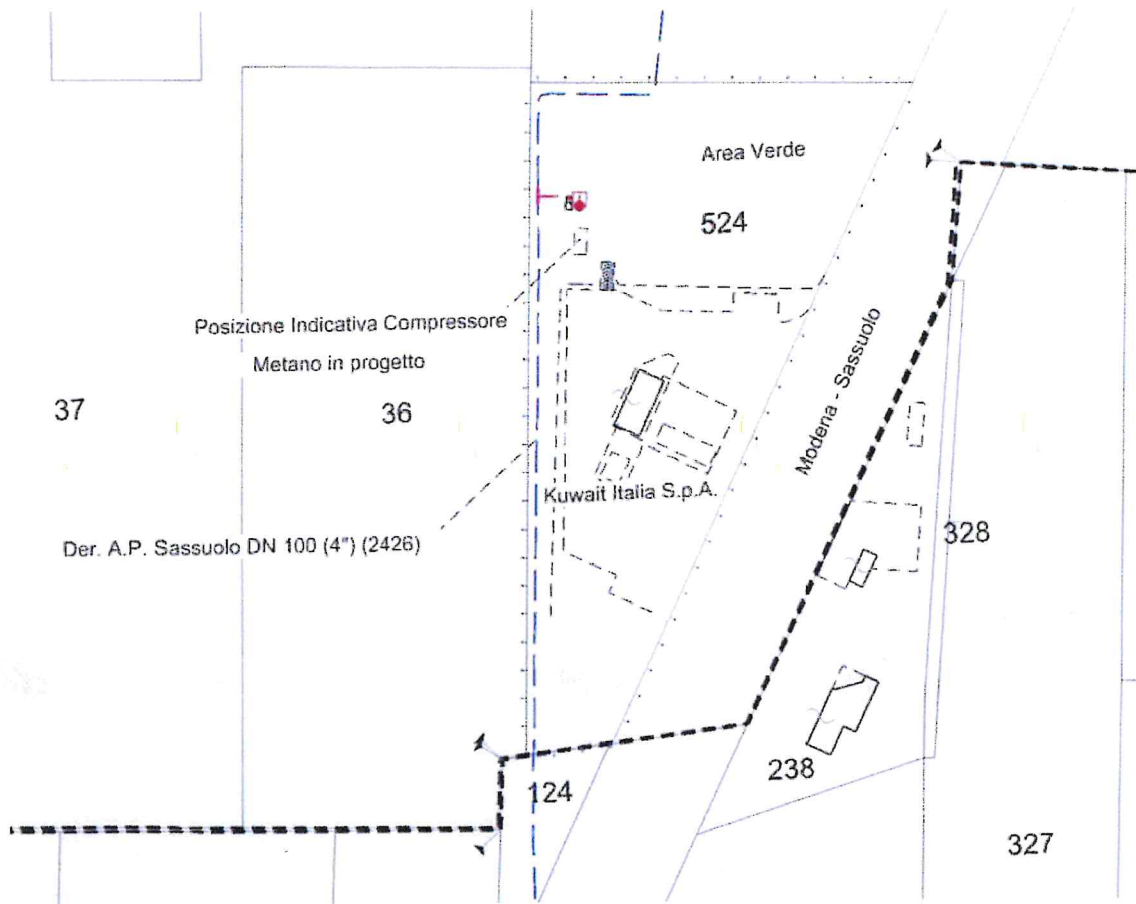 Area Verde
8
524
Posizione Indicativa Compressore
Metano in progetto
Modena - Sassuolo
37
36
Kuwait Italia S.p.A.
Der. A.P. Sassuolo DN 100 (4") (2426)
328
238
124
327